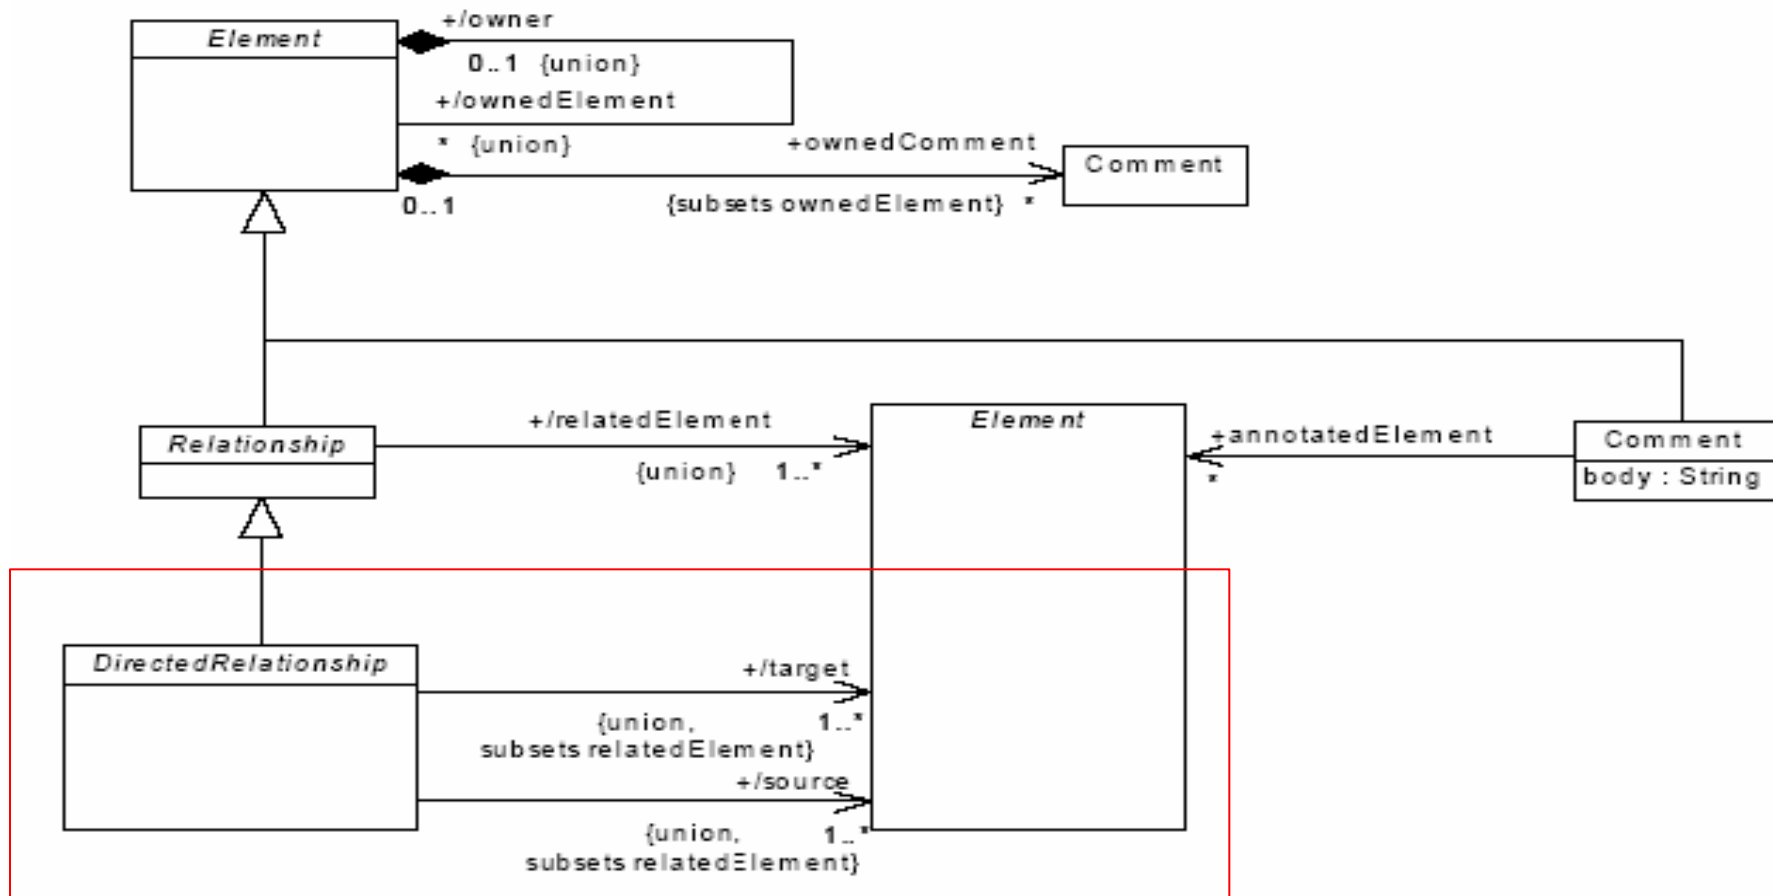 +/owner
Element
0..1 {union}
+/ownedElement
* {union}
+ownedComment
Comment
0..1
{subsets ownedElement} *
+/relatedElement
Element
Relationship
+annotatedElement
Comment
{union} 1..*
*
body : String
DirectedRelationship
+/target
{union, 1..*
subsets relatedElement}
+/source
{union, 1..*
subsets relatedElement}